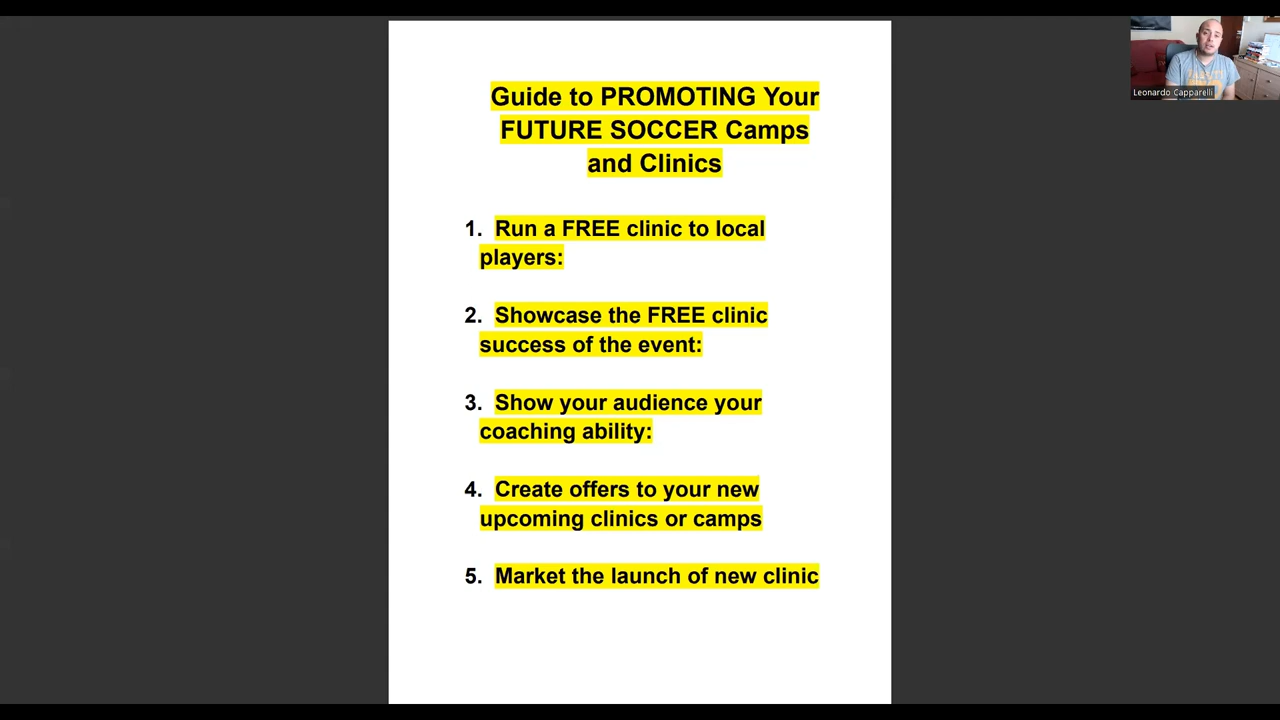 Guide to PROMOTING Your
FUTURE SOCCER Camps
and Clinics
1. Run a FREE clinic to local
players:
2. Showcase the FREE clinic
success of the event:
3. Show your audience your
coaching ability:
4. Create offers to your new
upcoming clinics or camps
5. Market the launch of new clinic
Leonardo Capparelli